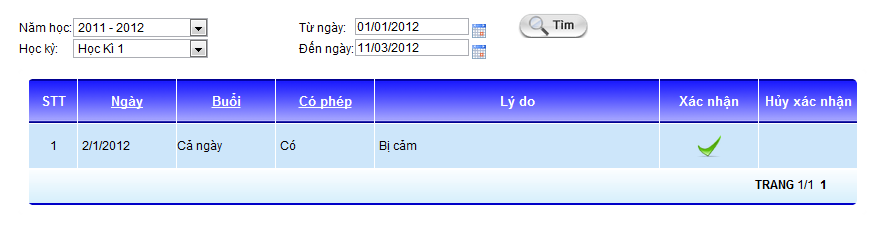 Năm học: 2011 - 2012 Từ ngày: 01/01/2012 Tìm
Học kỳ: Học Kì 1 Đến ngày: 11/03/2012
STT Ngày Buổi Có phép Lý do Xác nhận Hủy xác nhận
1 2/1/2012 Cả ngày Có Bị cảm
TRANG 1/1 1